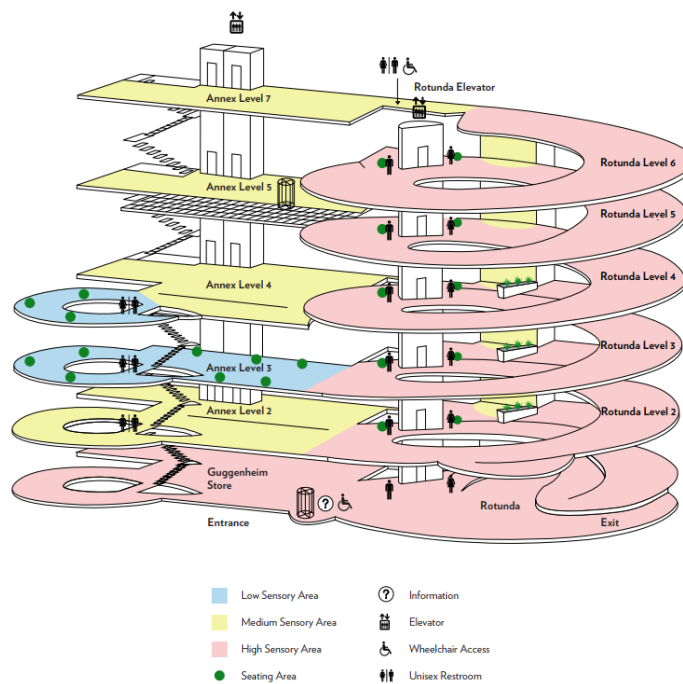 Rotunda Elevator
Annex Level 7
Rotunda Level 6
Annex Level 5
Rotunda Level 5
Annex Level 4
Rotunda Level 4
Annex Level 3
Rotunda Level 3
Annex Level 2
Rotunda Level 2
Guggenheim
Store
Rotunda
Entrance
Exit
?
Low Sensory Area
? Information
Medium Sensory Area
Elevator
High Sensory Area
Wheelchair Access
Seating Area
Unisex Restroom